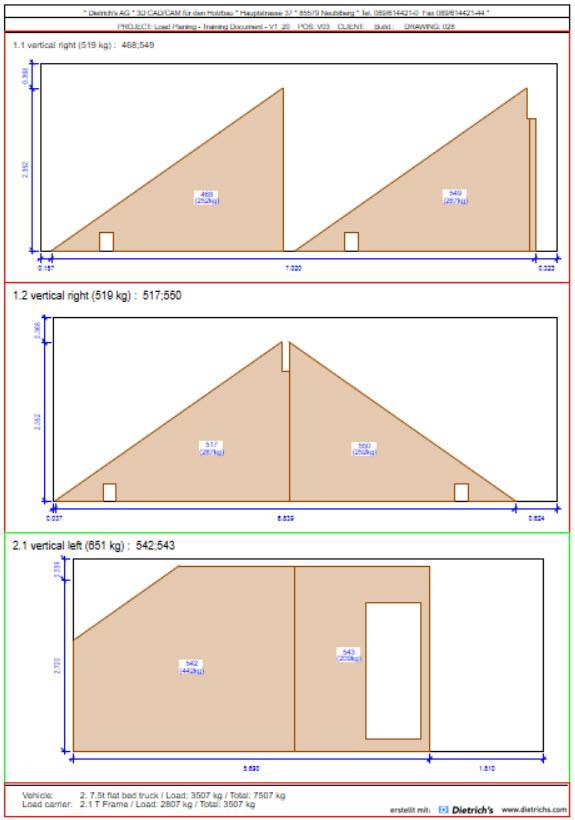 * Dietrich's AG * 3D CAD/CAM für den Holzbau * Hauptstrasse 37 * 85579 Neubiberg * Tel. 089/614421-0 Fax 089/614421-44 *
PROJECT: Load Planing - Training Document - V1_20 POS: V03 CLIENT: Build.: DRAWING: 028
1.1 vertical right (519 kg) : 468;549
0.368
2.352
468
(252kg)
549
(267kg)
0.157
7.020
0.323
1.2 vertical right (519 kg) : 517;550
0.368
2.352
517
(267kg)
550
(252kg)
0.037
6.839
0.624
2.1 vertical left (651 kg) : 542;543
2.720
542
(442kg)
543
(209kg)
5.690
1.810
Vehicle: 2. 7.5t flat bed truck / Load: 3507 kg / Total: 7507 kg
Load carrier: 2.1 T Frame / Load: 2807 kg / Total: 3507 kg
erstellt mit: Dietrich's www.dietrichs.com